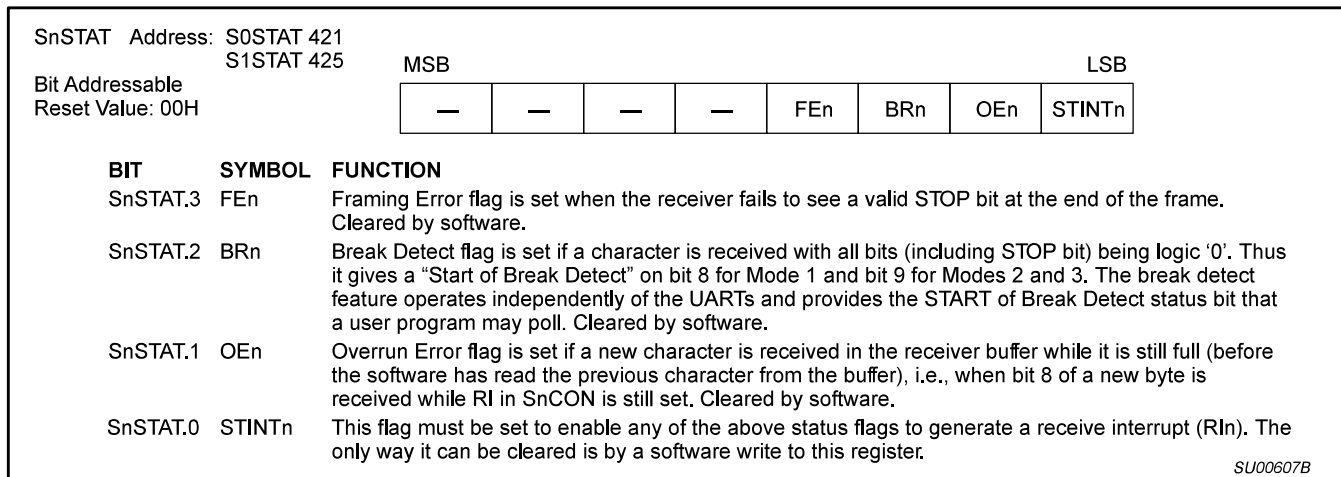 SnSTAT Address: S0STAT 421
S1STAT 425
MSB LSB
Bit Addressable
Reset Value: 00H
— — — — FEn BRn OEn STINTn
BIT SYMBOL FUNCTION
SnSTAT.3 FEn Framing Error flag is set when the receiver fails to see a valid STOP bit at the end of the frame.
Cleared by software.
SnSTAT.2 BRn Break Detect flag is set if a character is received with all bits (including STOP bit) being logic ‘0’. Thus
it gives a “Start of Break Detect” on bit 8 for Mode 1 and bit 9 for Modes 2 and 3. The break detect
feature operates independently of the UARTs and provides the START of Break Detect status bit that
a user program may poll. Cleared by software.
SnSTAT.1 OEn Overrun Error flag is set if a new character is received in the receiver buffer while it is still full (before
the software has read the previous character from the buffer), i.e., when bit 8 of a new byte is
received while RI in SnCON is still set. Cleared by software.
SnSTAT.0 STINTn This flag must be set to enable any of the above status flags to generate a receive interrupt (RIn). The
only way it can be cleared is by a software write to this register.
SU00607B